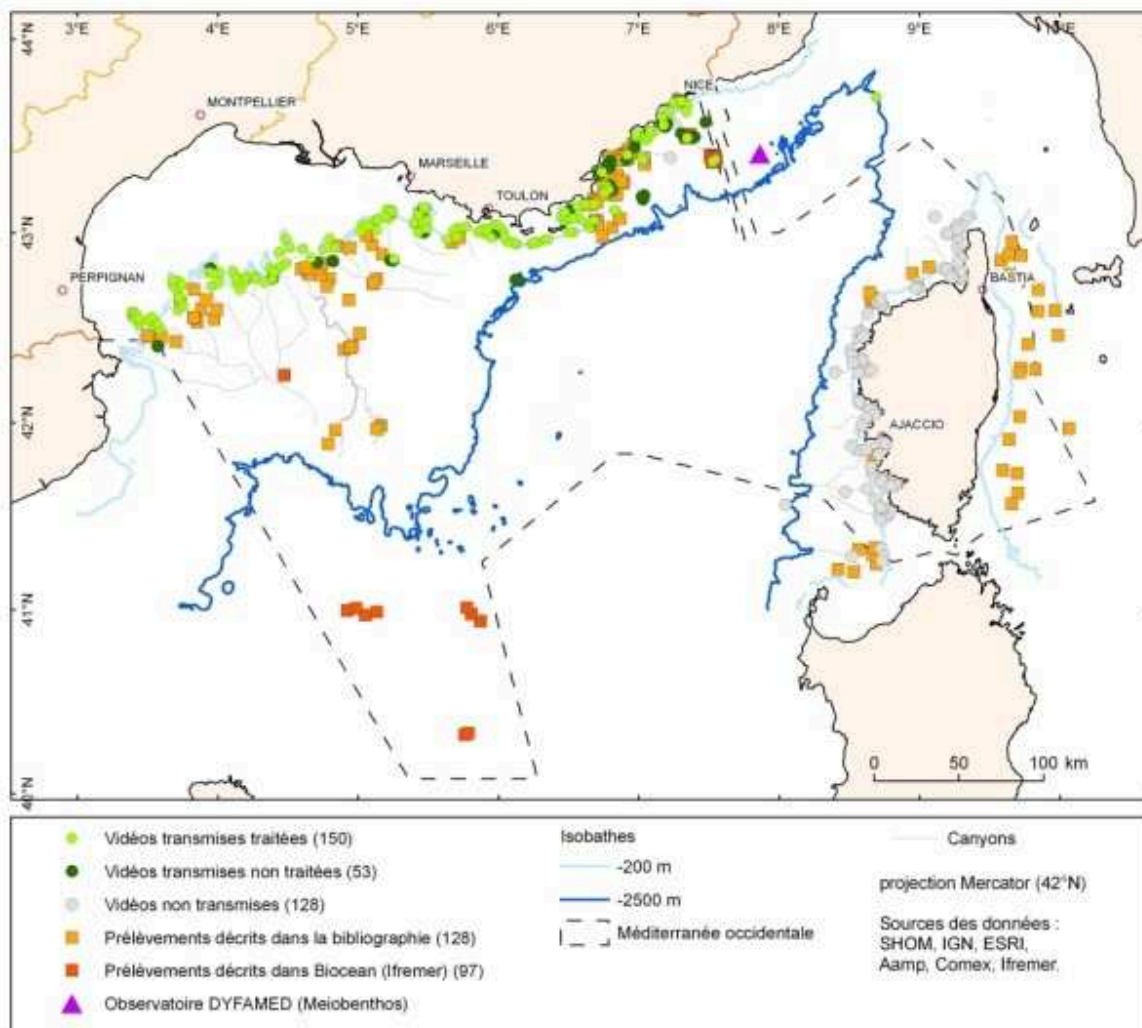 3°E 4°E 5°E 6°E 7°E 8°E 9°E 10°E
44°N
NICE
MONTPELLIER
MARSEILLE
TOULON
43°N
PERPIGNAN
BASTIA
42°N
AJACCIO
41°N
0 50 100 km
40°N
Vidéos transmises traitées (150)
Vidéos transmises non traitées (53)
Vidéos non transmises (128)
Prélèvements décrits dans la bibliographie (128)
Prélèvements décrits dans Biocean (Ifremer) (97)
Observatoire DYFAMED (Meiobenthos)
Isobathes
-200 m
-2500 m
Méditerranée occidentale
Canyons
projection Mercator (42°N)
Sources des données :
SHOM, IGN, ESRI,
Aamp, Comex, Ifremer.